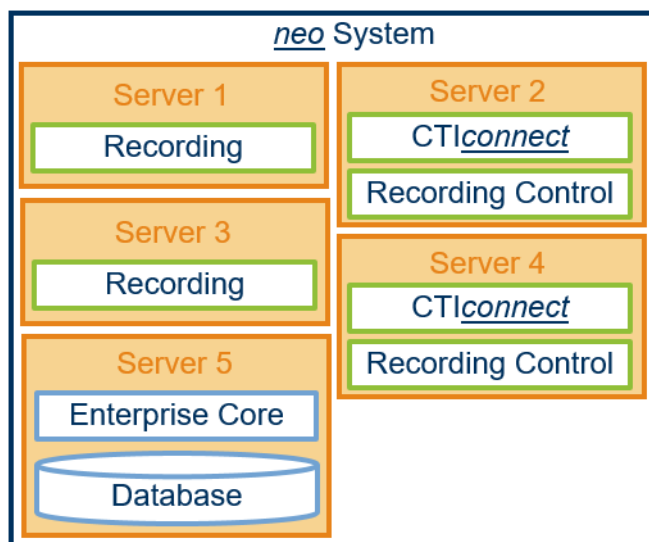 neo System
Server 1
Recording
Server 2
CTIconnect
Recording Control
Server 3
Recording
Server 4
CTIconnect
Recording Control
Server 5
Enterprise Core
Database